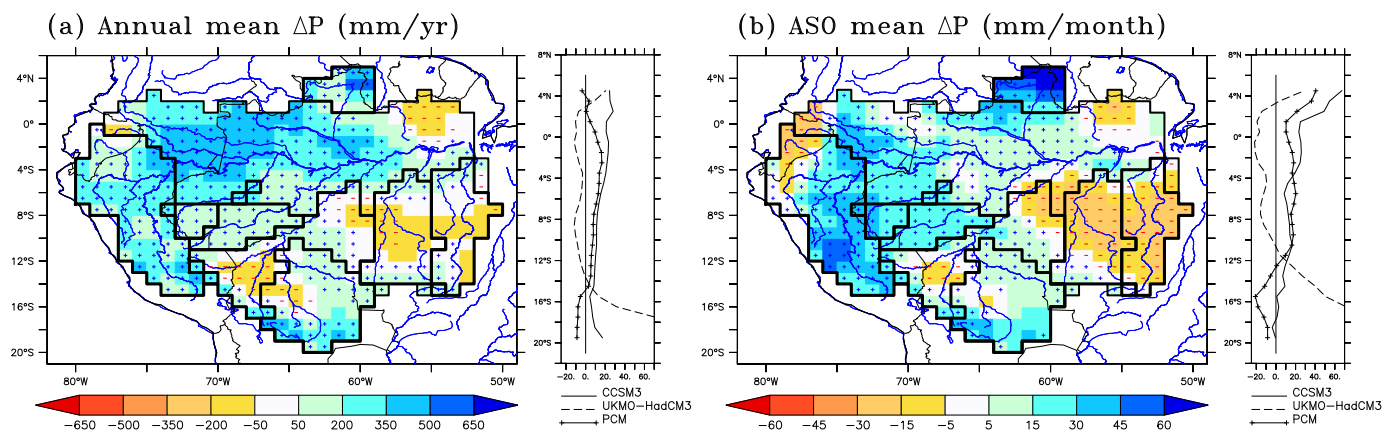 (a) Annual mean ΔP (mm/yr)
(b) ASO mean ΔP (mm/month)
4°N
0°
4°S
8°S
12°S
16°S
20°S
80°W 70°W 60°W 50°W
8°N
4°N
0°
4°S
8°S
12°S
16°S
20°S
−20. 0. 20. 40. 60.
4°N
0°
4°S
8°S
12°S
16°S
20°S
80°W 70°W 60°W 50°W
8°N
4°N
0°
4°S
8°S
12°S
16°S
20°S
−20. 0. 20. 40. 60.
−650 −500 −350 −200 −50 50 200 350 500 650
CCSM3
UKMO−HadCM3
PCM
−60 −45 −30 −15 −5 5 15 30 45 60
CCSM3
UKMO−HadCM3
PCM